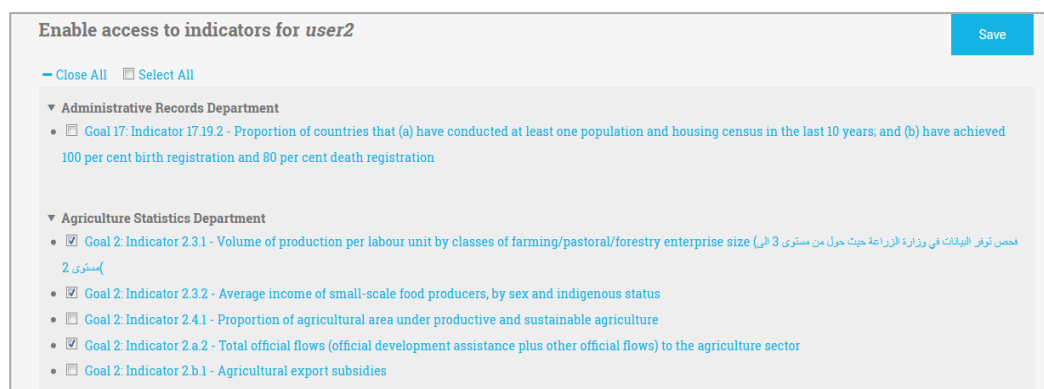 Enable access to indicators for user2
Save
Close All Select All
Administrative Records Department
Goal 17: Indicator 17.19.2 - Proportion of countries that (a) have conducted at least one population and housing census in the last 10 years; and (b) have achieved
100 per cent birth registration and 80 per cent death registration
Agriculture Statistics Department
Goal 2: Indicator 2.3.1 - Volume of production per labour unit by classes of farming/pastoral/forestry enterprise size (فحص توفر البيانات في وزارة الزراعة حيث حول من مستوى 3 الى
مستوى 2)
Goal 2: Indicator 2.3.2 - Average income of small-scale food producers, by sex and indigenous status
Goal 2: Indicator 2.4.1 - Proportion of agricultural area under productive and sustainable agriculture
Goal 2: Indicator 2.a.2 - Total official flows (official development assistance plus other official flows) to the agriculture sector
Goal 2: Indicator 2.b.1 - Agricultural export subsidies